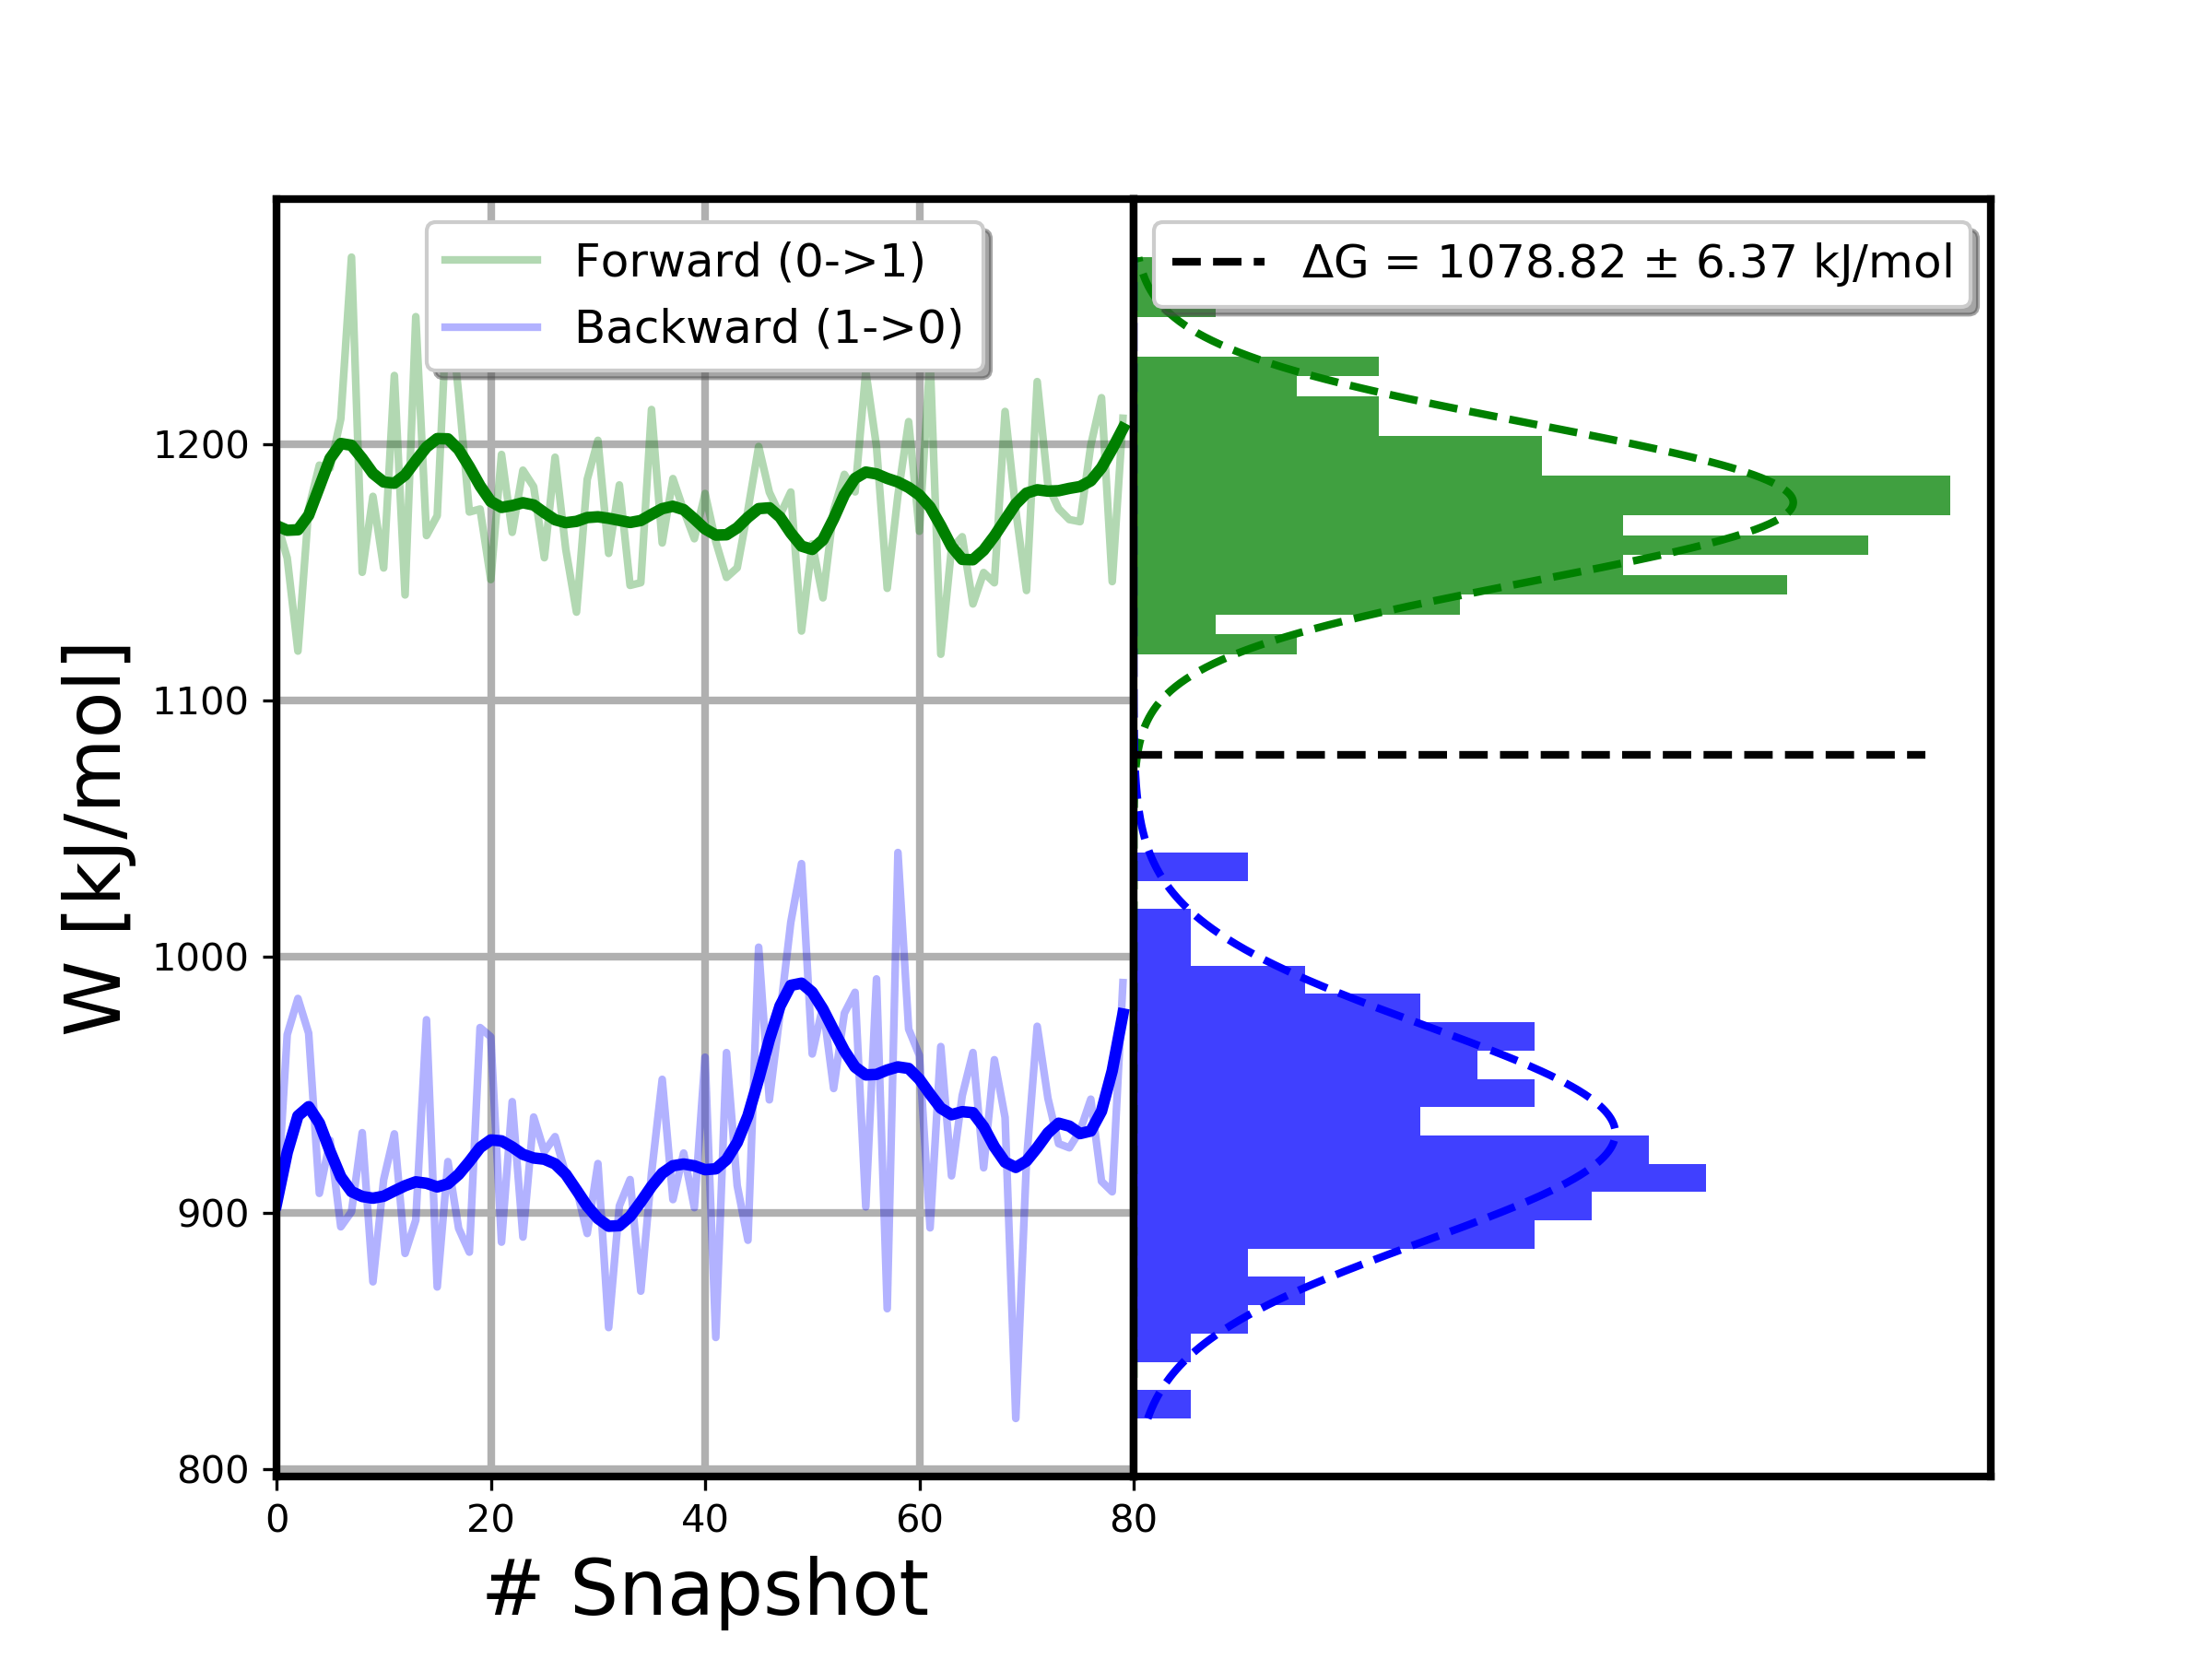 Forward (0->1)
Backward (1->0)
ΔG = 1078.82 ± 6.37 kJ/mol
W [kJ/mol]
1200
1100
1000
900
800
0 20 40 60 80
# Snapshot